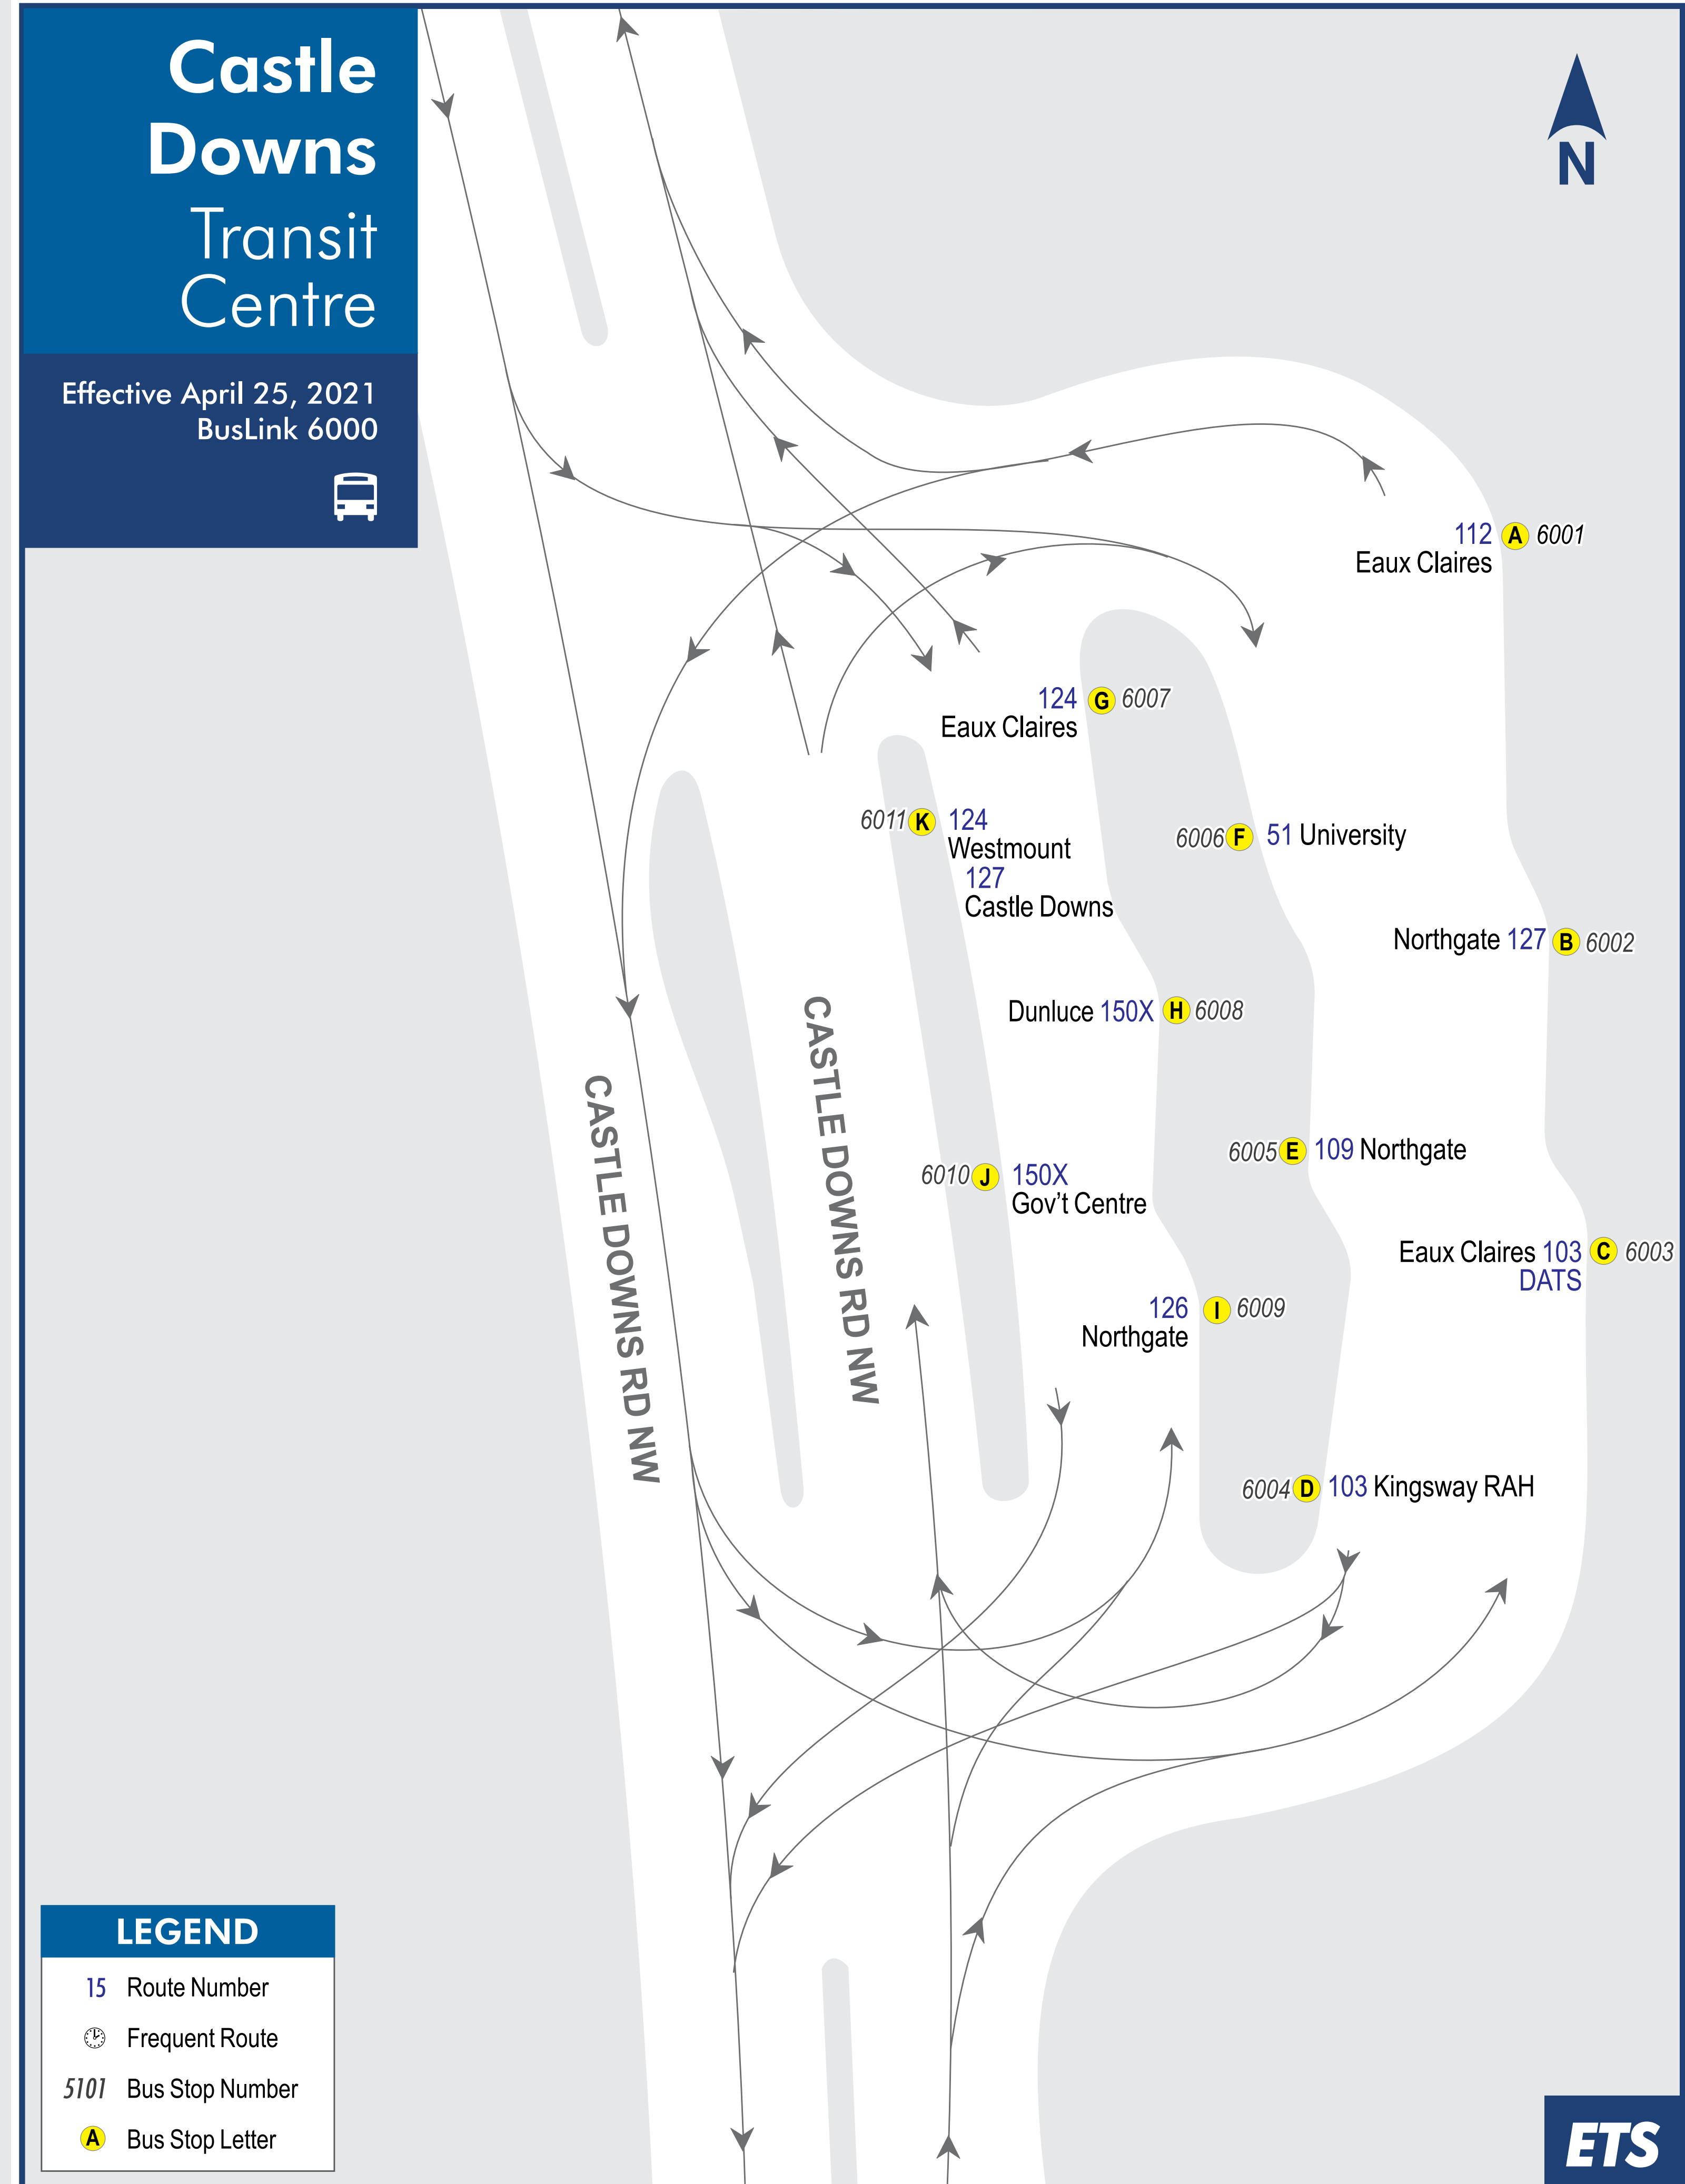 Castle
Downs
Transit
Centre
Effective April 25, 2021
BusLink 6000
N
112 A 6001
Eaux Claires
124 G 6007
Eaux Claires
6011 K 124
Westmount
127
Castle Downs
6006 F 51 University
Northgate 127 B 6002
Dunluce 150X H 6008
6005 E 109 Northgate
6010 J 150X
Gov't Centre
Eaux Claires 103 C 6003
DATS
126 I 6009
Northgate
6004 D 103 Kingsway RAH
CASTLE DOWNS RD NW
CASTLE DOWNS RD NW
LEGEND
15 Route Number
Frequent Route
5101 Bus Stop Number
A Bus Stop Letter
ETS